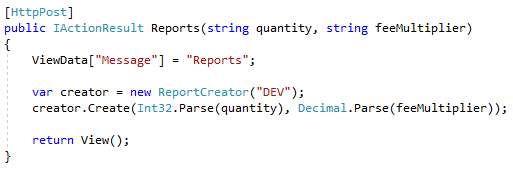 [HttpPost]
public IActionResult Reports(string quantity, string feeMultiplier)
{
    ViewData["Message"] = "Reports";

    var creator = new ReportCreator("DEV");
    creator.Create(Int32.Parse(quantity), Decimal.Parse(feeMultiplier));

    return View();
}